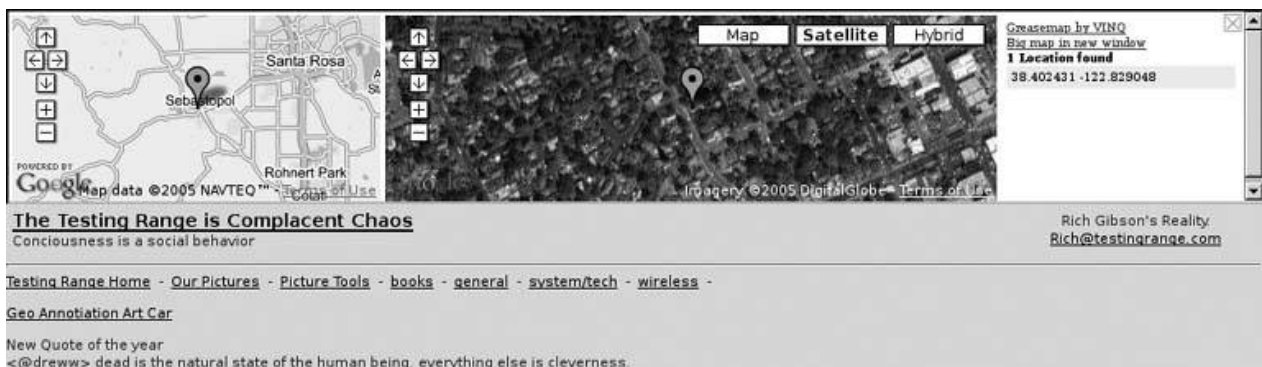 Santa Rosa
Sebastopol
Rohnert Park
Cotati
POWERED BY
Google
Map data ©2005 NAVTEQ™ - Terms of Use
Map
Satellite
Hybrid
Imagery ©2005 DigitalGlobe - Terms of Use
Greasemap by VINQ
Big map in new window
1 Location found
38.402431 -122.829048
The Testing Range is Complacent Chaos
Conciousness is a social behavior
Rich Gibson's Reality
Rich@testingrange.com
Testing Range Home - Our Pictures - Picture Tools - books - general - system/tech - wireless -
Geo Annotiation Art Car
New Quote of the year
<@dreww> dead is the natural state of the human being, everything else is cleverness